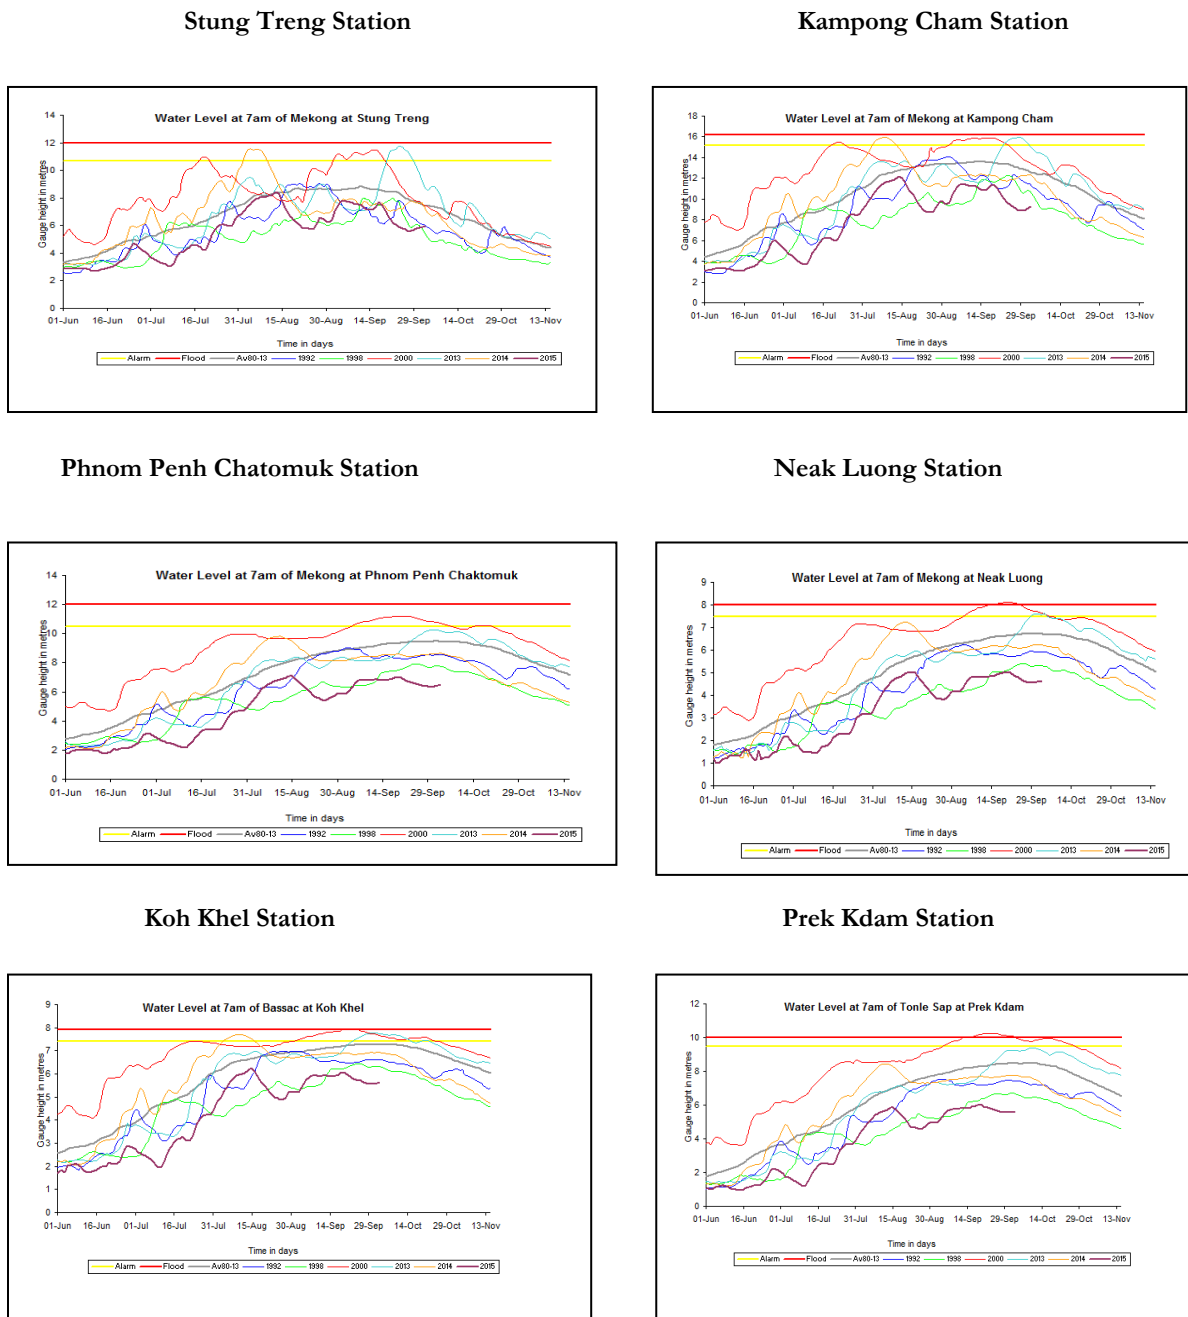 Stung Treng Station
Kampong Cham Station
Water Level at 7am of Mekong at Stung Treng
Gauge height in metres
14
12
10
8
6
4
2
0
01-Jun 16-Jun 01-Jul 16-Jul 31-Jul 15-Aug 30-Aug 14-Sep 29-Sep 14-Oct 29-Oct 13-Nov
Time in days
Alarm Flood Av80-13 1992 1998 2000 2013 2014 2015
Water Level at 7am of Mekong at Kampong Cham
Gauge height in metres
18
16
14
12
10
8
6
4
2
0
01-Jun 16-Jun 01-Jul 16-Jul 31-Jul 15-Aug 30-Aug 14-Sep 29-Sep 14-Oct 29-Oct 13-Nov
Time in days
Alarm Flood Av80-13 1992 1998 2000 2013 2014 2015
Phnom Penh Chatomuk Station
Neak Luong Station
Water Level at 7am of Mekong at Phnom Penh Chaktomuk
Gauge height in metres
14
12
10
8
6
4
2
0
01-Jun 16-Jun 01-Jul 16-Jul 31-Jul 15-Aug 30-Aug 14-Sep 29-Sep 14-Oct 29-Oct 13-Nov
Time in days
Alarm Flood Av80-13 1992 1998 2000 2013 2014 2015
Water Level at 7am of Mekong at Neak Luong
Gauge height in metres
9
8
7
6
5
4
3
2
1
0
01-Jun 16-Jun 01-Jul 16-Jul 31-Jul 15-Aug 30-Aug 14-Sep 29-Sep 14-Oct 29-Oct 13-Nov
Time in days
Alarm Flood Av80-13 1992 1998 2000 2013 2014 2015
Koh Khel Station
Prek Kdam Station
Water Level at 7am of Bassac at Koh Khel
Gauge height in metres
9
8
7
6
5
4
3
2
1
0
01-Jun 16-Jun 01-Jul 16-Jul 31-Jul 15-Aug 30-Aug 14-Sep 29-Sep 14-Oct 29-Oct 13-Nov
Time in days
Alarm Flood Av80-13 1992 1998 2000 2013 2014 2015
Water Level at 7am of Tonle Sap at Prek Kdam
Gauge height in metres
12
10
8
6
4
2
0
01-Jun 16-Jun 01-Jul 16-Jul 31-Jul 15-Aug 30-Aug 14-Sep 29-Sep 14-Oct 29-Oct 13-Nov
Time in days
Alarm Flood Av80-13 1992 1998 2000 2013 2014 2015